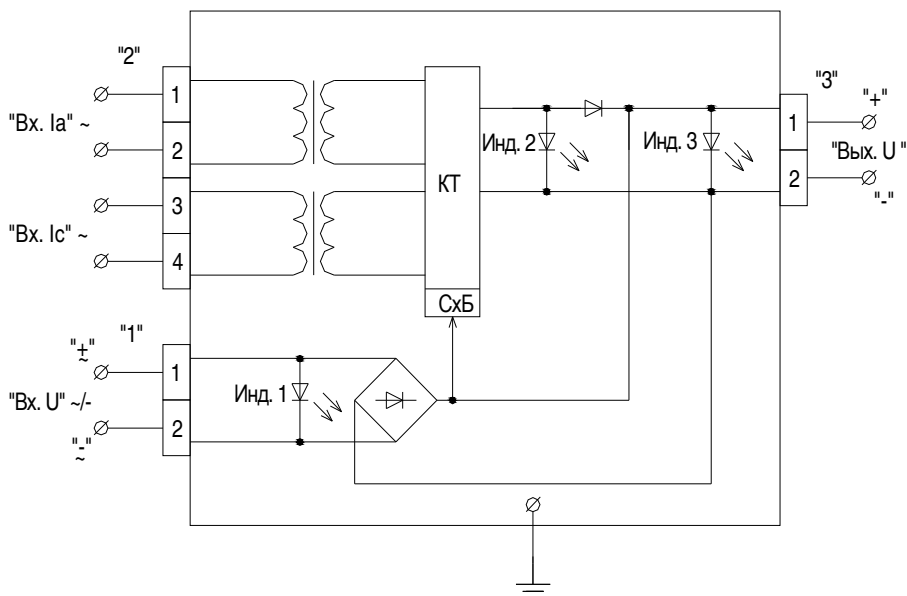 "2"
1
"Вх. Ia" ~
2
3
"Вх. Ic" ~
4
КТ
СхБ
Инд. 2
Инд. 3
"3"
"+"
1
"Вых. U "
2
"-"
"1"
"+"
~
1
"Вх. U" ~/-
2
"-"
~
Инд. 1